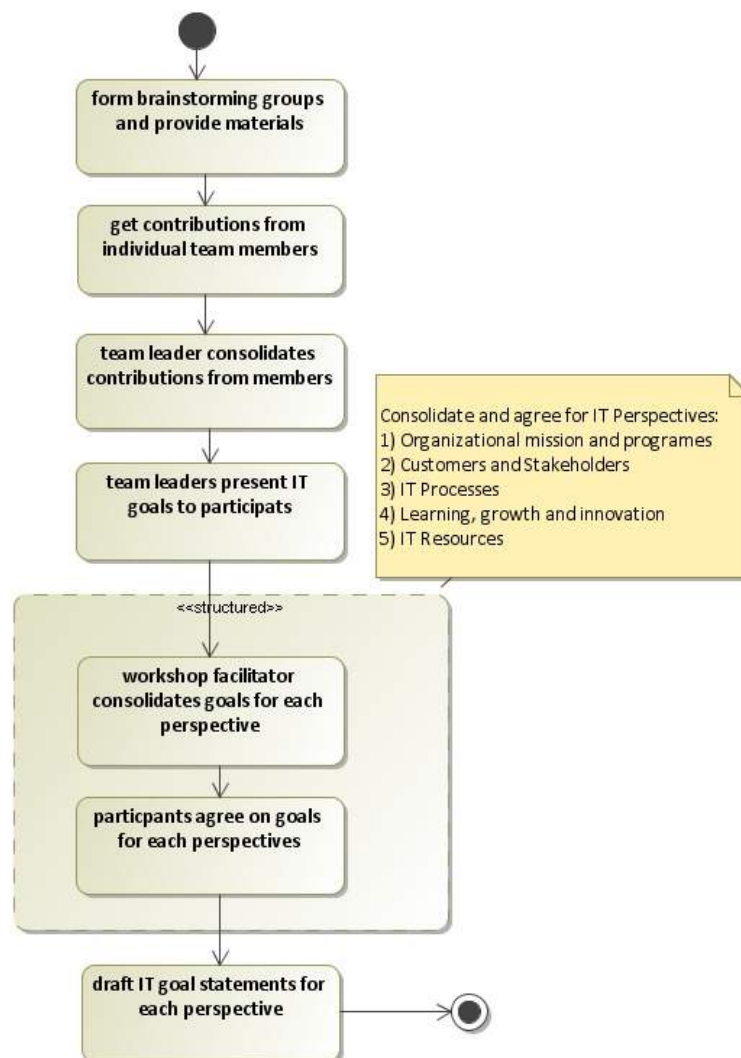 form brainstorming groups
and provide materials
get contributions from
individual team members
team leader consolidates
contributions from members
team leaders present IT
goals to participats
Consolidate and agree for IT Perspectives:
1) Organizational mission and programes
2) Customers and Stakeholders
3) IT Processes
4) Learning, growth and innovation
5) IT Resources
<<structured>>
workshop facilitator
consolidates goals for each
perspective
particpants agree on goals
for each perspectives
draft IT goal statements for
each perspective